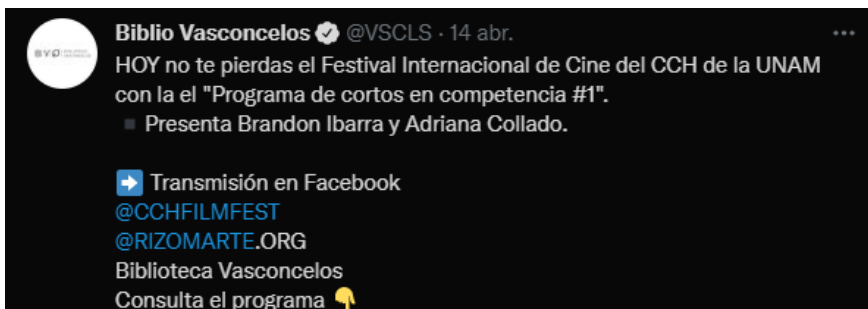 Biblio Vasconcelos @VSCLS · 14 abr.
HOY no te pierdas el Festival Internacional de Cine del CCH de la UNAM
con la el "Programa de cortos en competencia #1".
▪ Presenta Brandon Ibarra y Adriana Collado.
➡ Transmisión en Facebook
@CCHFILMFEST
@RIZOMARTE.ORG
Biblioteca Vasconcelos
Consulta el programa 👇